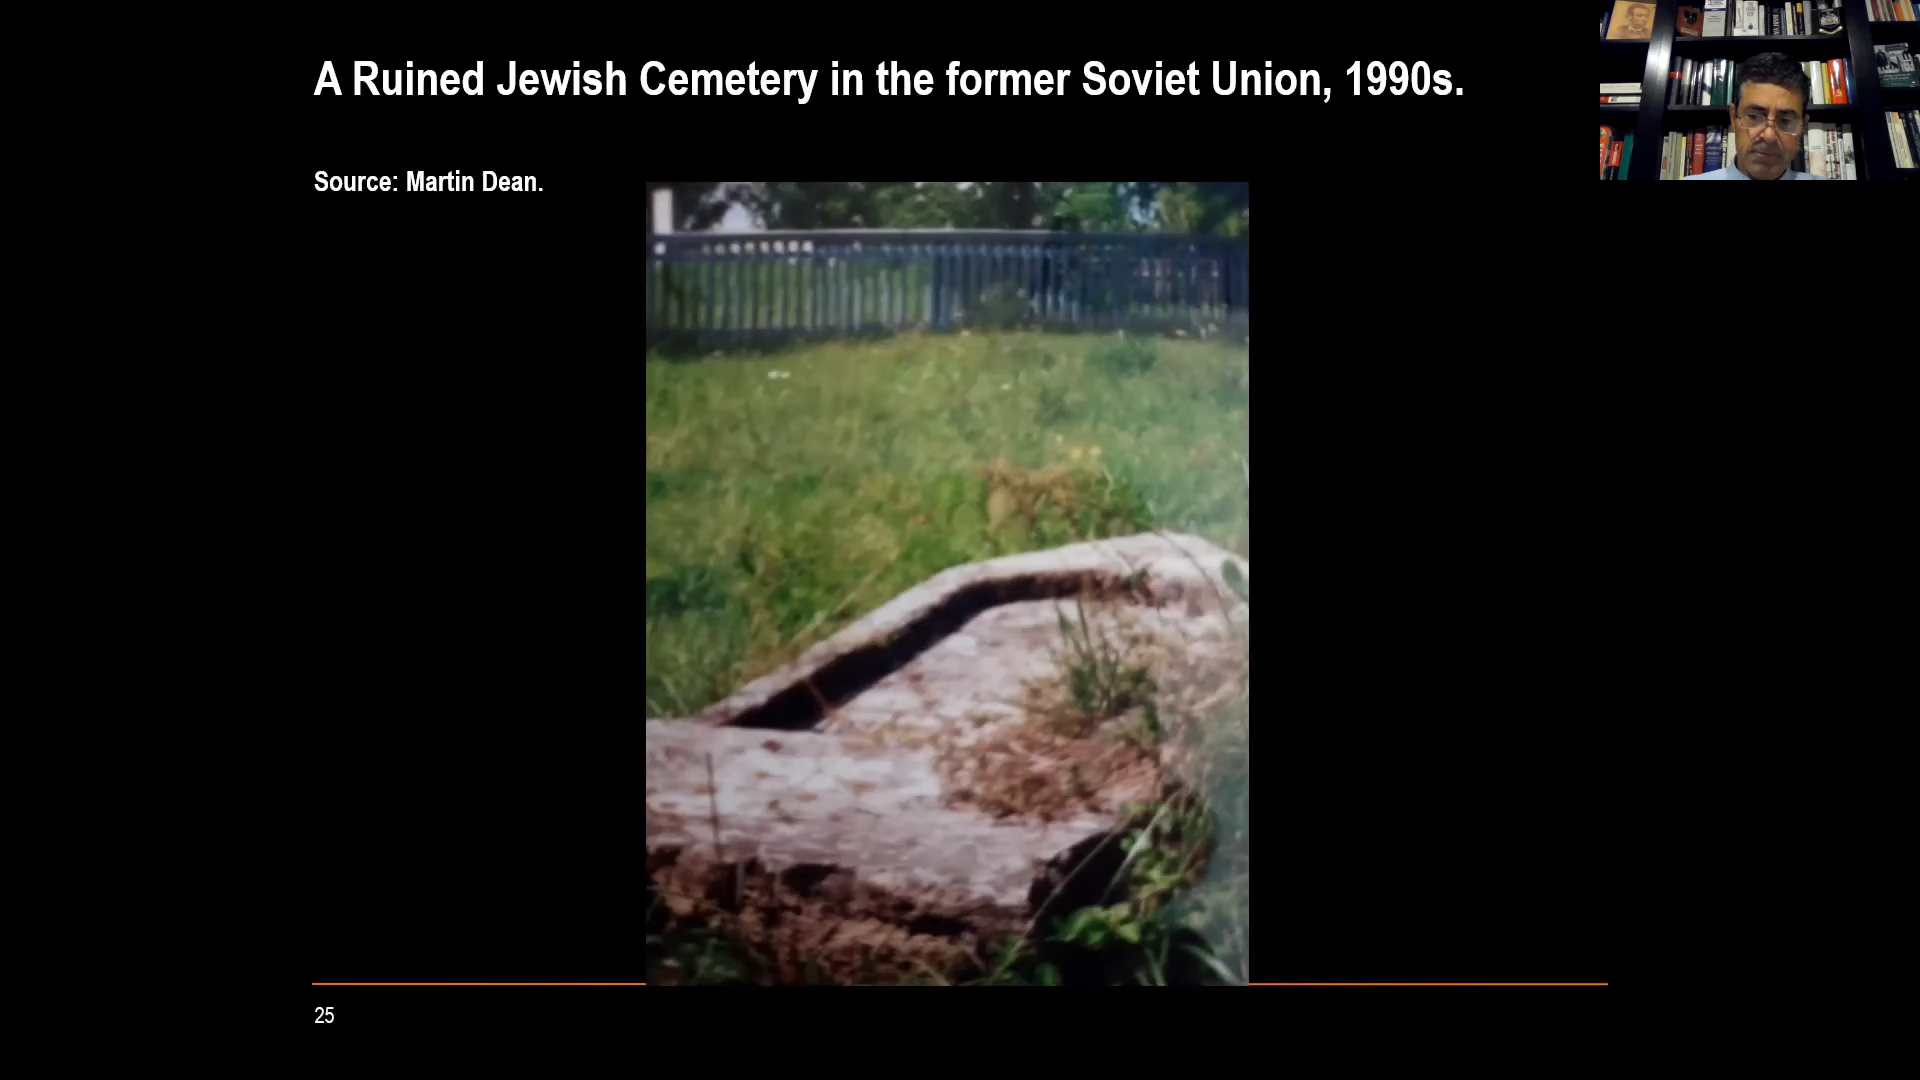 A Ruined Jewish Cemetery in the former Soviet Union, 1990s.
Source: Martin Dean.
25